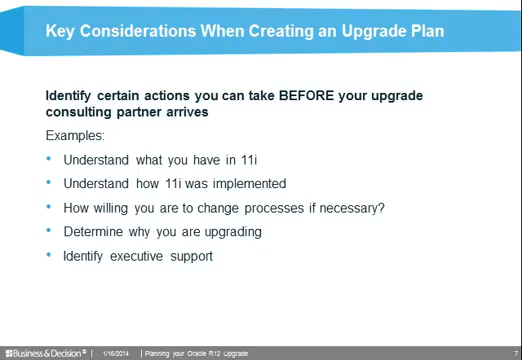 Key Considerations When Creating an Upgrade Plan
Identify certain actions you can take BEFORE your upgrade
consulting partner arrives
Examples:
• Understand what you have in 11i
• Understand how 11i was implemented
• How willing you are to change processes if necessary?
• Determine why you are upgrading
• Identify executive support
Business & Decision © | 1/16/2014 | Planning your Oracle R12 Upgrade 7